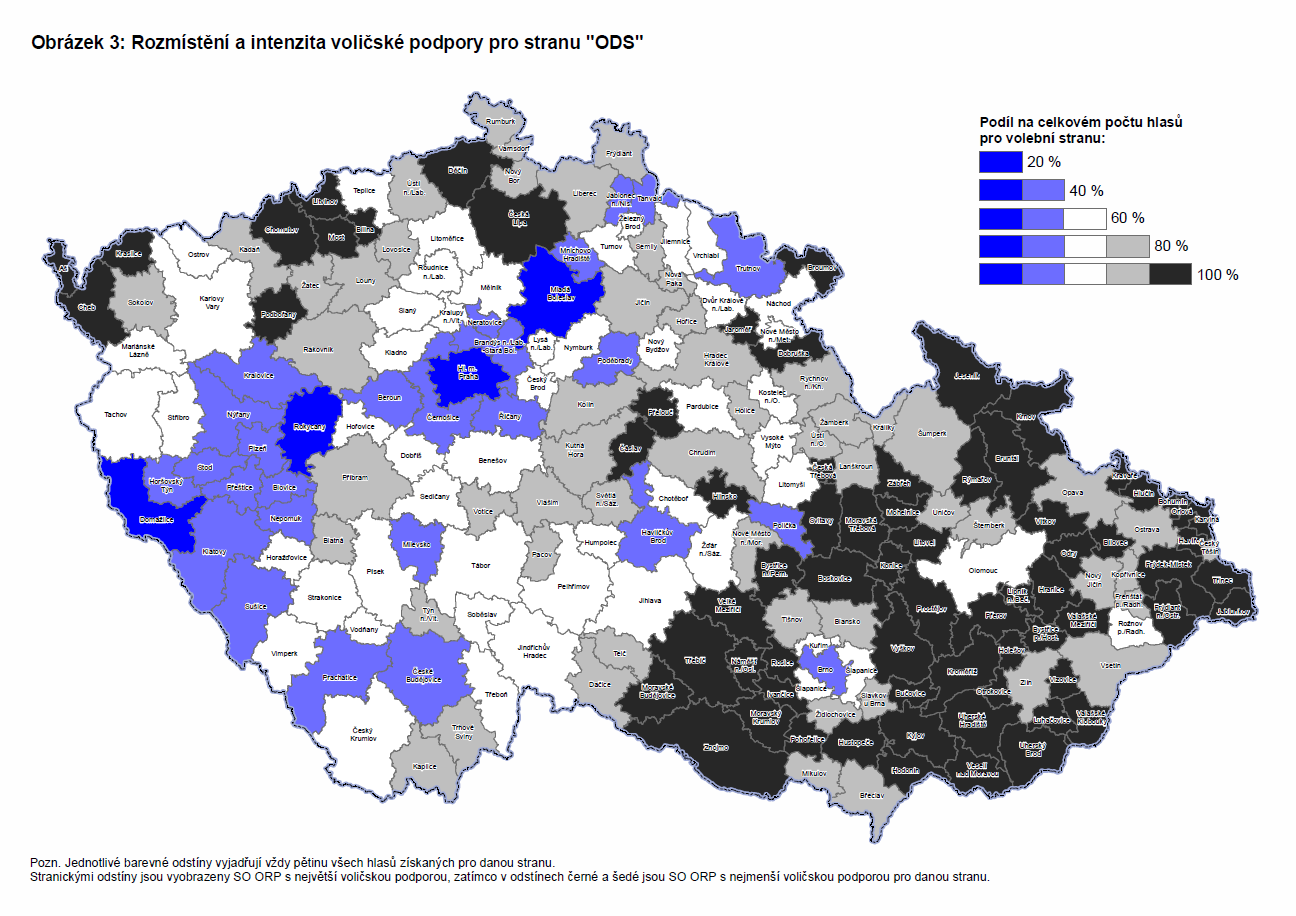 Obrázek 3: Rozmístění a intenzita voličské podpory pro stranu "ODS"
Podíl na celkovém počtu hlasů
pro volební stranu:
20 %
40 %
60 %
80 %
100 %
Rumburk
Varnsdorf
Frýdlant
Děčín
Nový
Bor
Ústí
n./Lab.
Teplice
Litvínov
Liberec
Jablonec
n./Nis.
Tanvald
Česká
Lípa
Železný
Brod
Chomutov
Most
Bílina
Lovosice
Litoměřice
Mnichovo
Hradiště
Turnov
Semily
Jilemnice
Vrchlabí
Trutnov
Broumov
Kraslice
Ostrov
Kadaň
Aš
Cheb
Sokolov
Karlovy
Vary
Žatec
Louny
Roudnice
n./Lab.
Mělník
Mladá
Boleslav
Jičín
Nová
Paka
Dvůr Králové
n./Lab.
Náchod
Podbořany
Slaný
Kralupy
n./Vlt.
Neratovice
Hořice
Jaroměř
Nové Město
n./Met.
Dobruška
Mariánské
Lázně
Rakovník
Kladno
Brandýs n./Lab.
-Stará Bol.
Lysá
n./Lab.
Nymburk
Nový
Bydžov
Poděbrady
Hradec
Králové
Rychnov
n./Kn.
Jeseník
Kralovice
Hl. m.
Praha
Český
Brod
Kostelec
n./O.
Beroun
Kolín
Přelouč
Pardubice
Holice
Tachov
Stříbro
Nýřany
Rokycany
Hořovice
Černošice
Říčany
Žamberk
Králíky
Šumperk
Krnov
Plzeň
Dobříš
Benešov
Kutná
Hora
Čáslav
Chrudim
Vysoké
Mýto
Ústí
n./O.
Bruntál
Horšovský
Týn
Stod
Přeštice
Blovice
Příbram
Sedlčany
Vlašim
Světlá
n./Sáz.
Chotěboř
Hlinsko
Litomyšl
Česká
Třebová
Lanškroun
Zábřeh
Rýmařov
Opava
Kravaře
Hlučín
Bohumín
Orlová
Karviná
Domažlice
Nepomuk
Votice
Polička
Svitavy
Moravská
Třebová
Mohelnice
Uničov
Šternberk
Vítkov
Ostrava
Havířov
Český
Těšín
Klatovy
Horažďovice
Blatná
Milevsko
Pacov
Humpolec
Havlíčkův
Brod
Žďár
n./Sáz.
Nové Město
n./Mor.
Litovel
Odry
Bílovec
Bystřice
n./Pern.
Boskovice
Konice
Olomouc
Hranice
Nový
Jičín
Kopřivnice
Frýdek-Místek
Třinec
Sušice
Strakonice
Písek
Tábor
Pelhřimov
Jihlava
Velké
Meziříčí
Prostějov
Lipník
n./Beč.
Frenštát
p./Radh.
Frýdlant
n./Ostr.
Jablunkov
Týn
n./Vlt.
Soběslav
Tišnov
Blansko
Přerov
Valašské
Meziříčí
Rožnov
p./Radh.
Vimperk
Vodňany
Jindřichův
Hradec
Telč
Třebíč
Náměšť
n./Osl.
Rosice
Kuřim
Brno
Šlapanice
Vyškov
Bystřice
p./Host.
Holešov
Kroměříž
Vsetín
Prachatice
České
Budějovice
Třeboň
Dačice
Moravské
Budějovice
Ivančice
Šlapanice
Slavkov
u Brna
Bučovice
Otrokovice
Zlín
Vizovice
Židlochovice
Moravský
Krumlov
Český
Krumlov
Trhové
Sviny
Kaplice
Znojmo
Pohořelice
Hustopeče
Kyjov
Uherské
Hradiště
Luhačovice
Valašské
Klobouky
Uherský
Brod
Mikulov
Hodonín
Veselí
nad Moravou
Břeclav
Pozn. Jednotlivé barevné odstíny vyjadřují vždy pětinu všech hlasů získaných pro danou stranu.
Stranickými odstíny jsou vyobrazeny SO ORP s největší voličskou podporou, zatímco v odstínech černé a šedé jsou SO ORP s nejmenší voličskou podporou pro danou stranu.